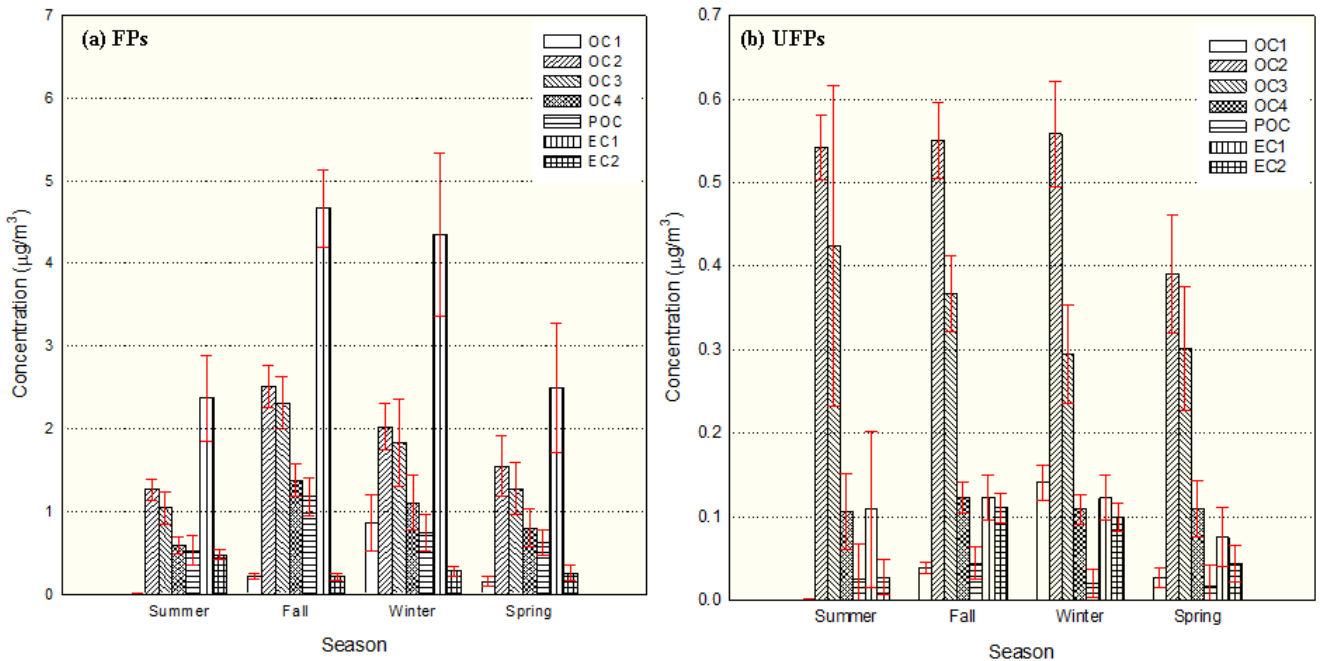 (a) FPs
OC1
OC2
OC3
OC4
POC
EC1
EC2
7
6
5
4
3
2
1
0
Concentration (μg/m³)
Summer Fall Winter Spring
Season
(b) UFPs
OC1
OC2
OC3
OC4
POC
EC1
EC2
0.7
0.6
0.5
0.4
0.3
0.2
0.1
0.0
Concentration (μg/m³)
Summer Fall Winter Spring
Season